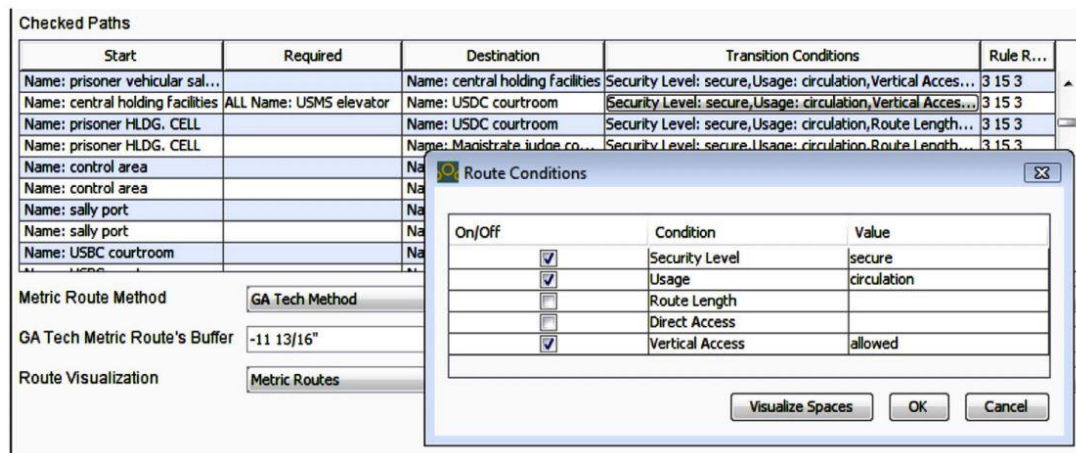 Checked Paths
Start Required Destination Transition Conditions Rule R...
Name: prisoner vehicular sal... Name: central holding facilities Security Level: secure,Usage: circulation,Vertical Acces... 3 15 3
Name: central holding facilities ALL Name: USMS elevator Name: USDC courtroom Security Level: secure,Usage: circulation,Vertical Acces... 3 15 3
Name: prisoner HLDG. CELL Name: USDC courtroom Security Level: secure,Usage: circulation,Route Length... 3 15 3
Name: prisoner HLDG. CELL Name: Magistrate judge co... Security Level: secure,Usage: circulation,Route Length... 3 15 3
Name: control area Na
Name: control area Na
Name: sally port Na
Name: sally port Na
Name: USBC courtroom Na
Metric Route Method GA Tech Method
GA Tech Metric Route's Buffer -11 13/16"
Route Visualization Metric Routes
Route Conditions
On/Off Condition Value
Security Level secure
Usage circulation
Route Length
Direct Access
Vertical Access allowed
Visualize Spaces OK Cancel